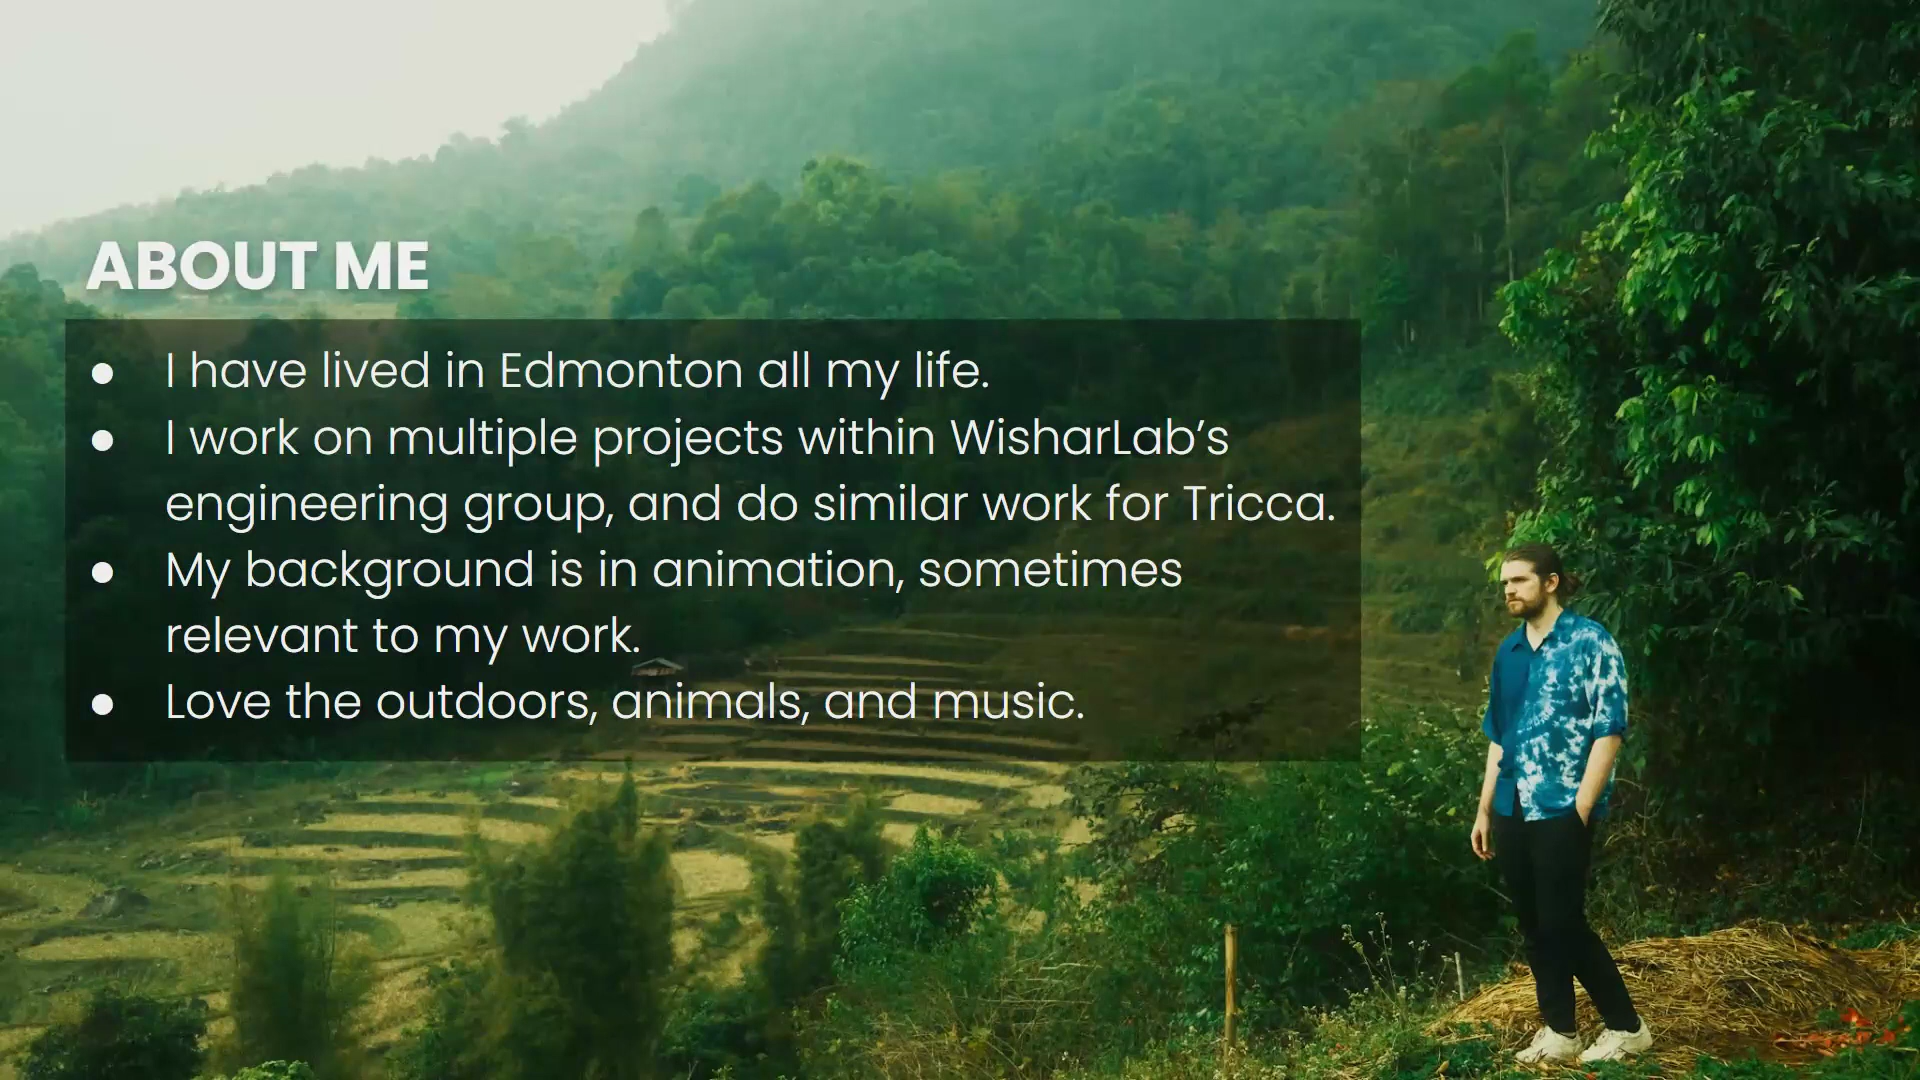 ABOUT ME
● I have lived in Edmonton all my life.
● I work on multiple projects within WisharLab’s
engineering group, and do similar work for Tricca.
● My background is in animation, sometimes
relevant to my work.
● Love the outdoors, animals, and music.